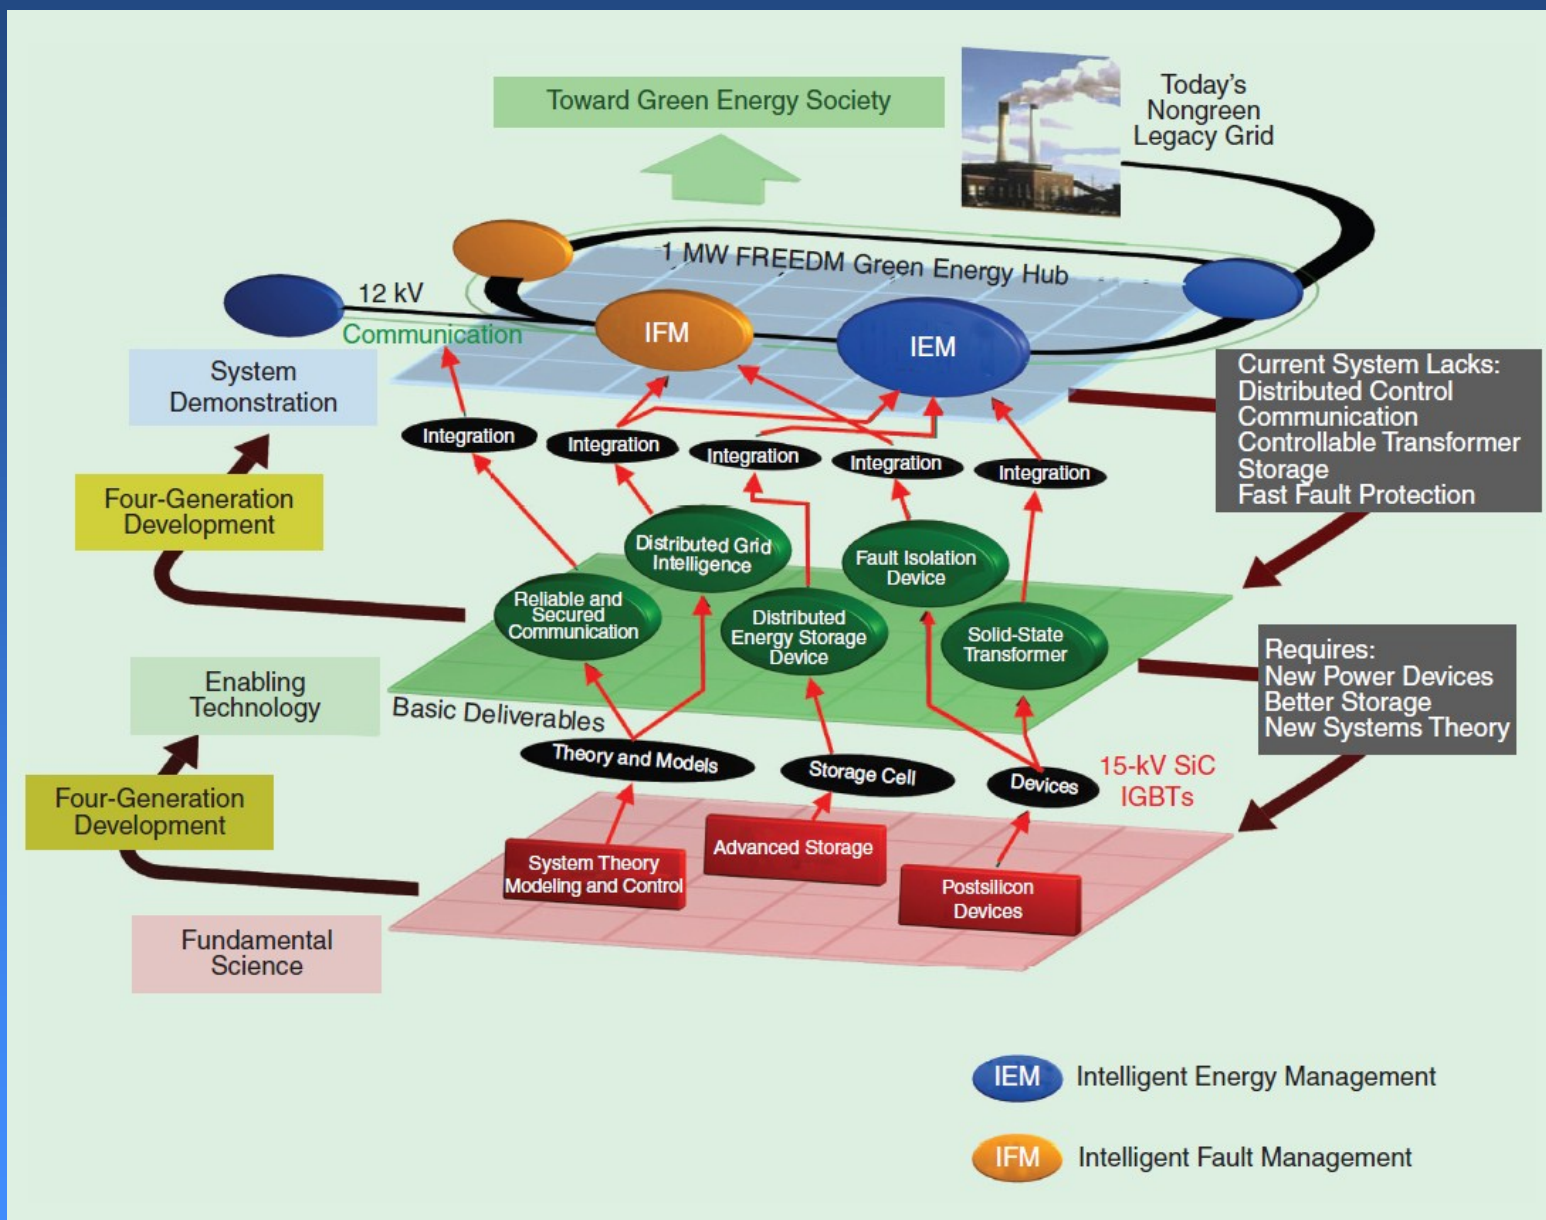 Toward Green Energy Society
Today's
Nongreen
Legacy Grid
1 MW FREEDM Green Energy Hub
12 kV
Communication
IFM
IEM
System
Demonstration
Current System Lacks:
Distributed Control
Communication
Controllable Transformer
Storage
Fast Fault Protection
Integration
Integration
Integration
Integration
Integration
Four-Generation
Development
Distributed Grid
Intelligence
Fault Isolation
Device
Reliable and
Secured
Communication
Distributed
Energy Storage
Device
Solid-State
Transformer
Requires:
New Power Devices
Better Storage
New Systems Theory
Enabling
Technology
Basic Deliverables
Theory and Models
Storage Cell
Devices
15-kV SiC
IGBTs
Four-Generation
Development
System Theory
Modeling and Control
Advanced Storage
Postsilicon
Devices
Fundamental
Science
IEM Intelligent Energy Management
IFM Intelligent Fault Management